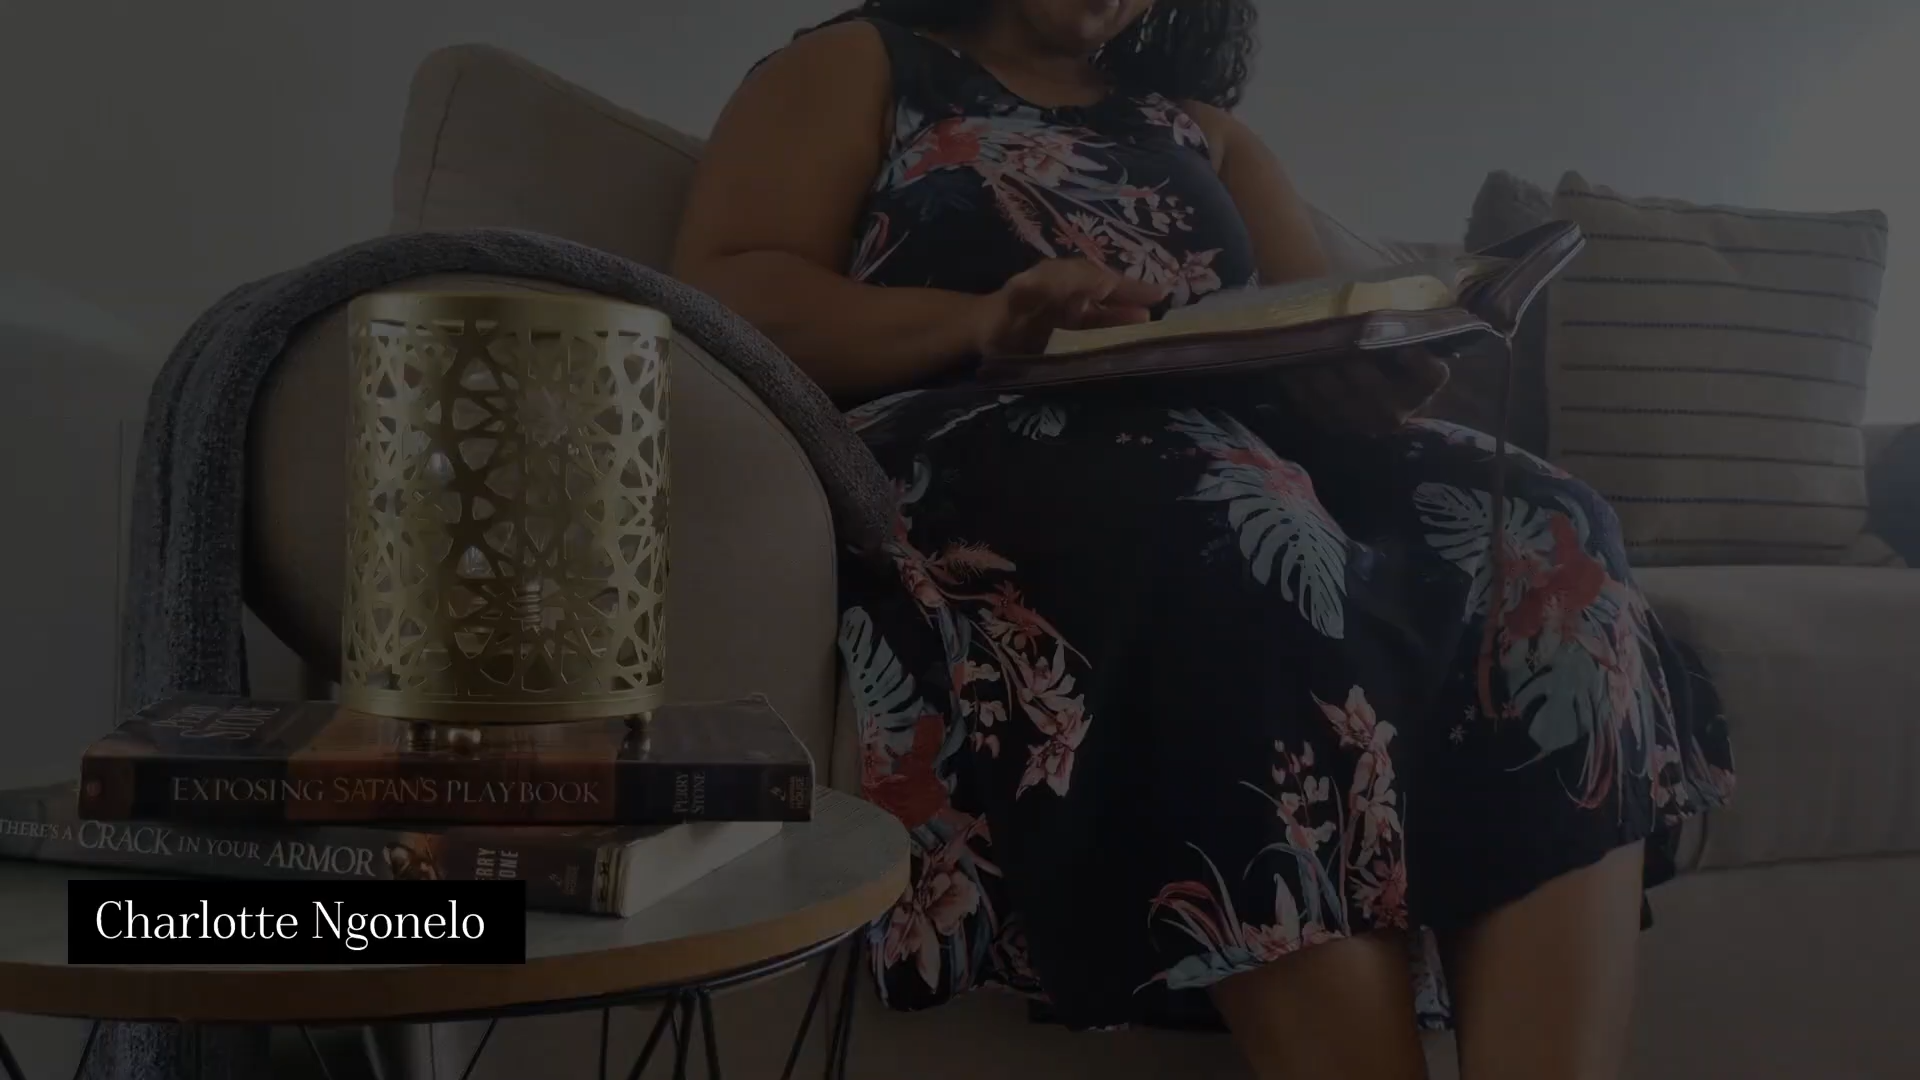 PERRY
STONE
EXPOSING SATAN'S PLAYBOOK
PERRY
STONE
THERE'S A CRACK IN YOUR ARMOR
Charlotte Ngonelo